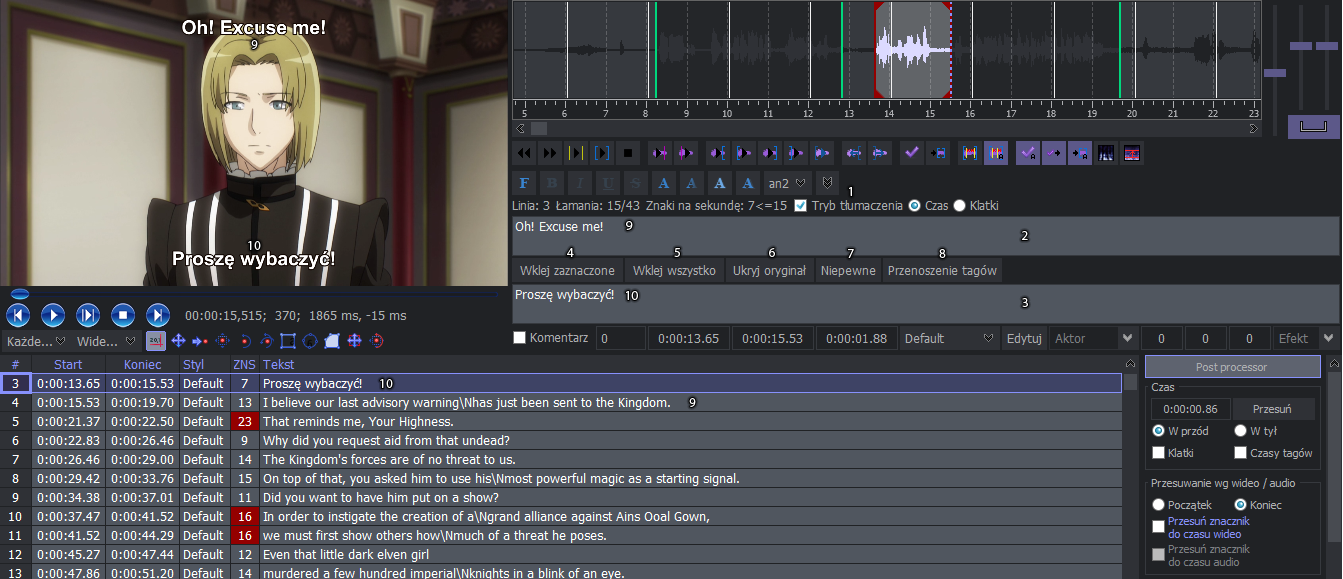 Oh! Excuse me!
9
10
Proszę wybaczyć!
5 6 7 8 9 10 11 12 13 14 15 16 17 18 19 20 21 22 23
F B I U S A A A A an2
1
Linia: 3 Łamania: 15/43 Znaki na sekundę: 7<=15 Tryb tłumaczenia Czas Klatki
Oh! Excuse me! 9 2
4 5 6 7 8
Wklej zaznaczone Wklej wszystko Ukryj oryginał Niepewne Przenoszenie tagów
Proszę wybaczyć! 10 3
00:00:15,515; 370; 1865 ms, -15 ms
Komentarz 0 0:00:13.65 0:00:15.53 0:00:01.88 Default Edytuj Aktor 0 0 0 Efekt
Każde... Wide...
# Start Koniec Styl ZNS Tekst
3 0:00:13.65 0:00:15.53 Default 7 Proszę wybaczyć! 10
4 0:00:15.53 0:00:19.70 Default 13 I believe our last advisory warning\Nhas just been sent to the Kingdom. 9
5 0:00:21.37 0:00:22.50 Default 23 That reminds me, Your Highness.
6 0:00:22.83 0:00:26.46 Default 9 Why did you request aid from that undead?
7 0:00:26.46 0:00:29.00 Default 14 The Kingdom's forces are of no threat to us.
8 0:00:29.42 0:00:33.76 Default 15 On top of that, you asked him to use his\Nmost powerful magic as a starting signal.
9 0:00:34.38 0:00:37.01 Default 11 Did you want to have him put on a show?
10 0:00:37.47 0:00:41.52 Default 16 In order to instigate the creation of a\Ngrand alliance against Ains Ooal Gown,
11 0:00:41.52 0:00:44.29 Default 16 we must first show others how\Nmuch of a threat he poses.
12 0:00:45.27 0:00:47.44 Default 12 Even that little dark elven girl
13 0:00:47.86 0:00:51.20 Default 14 murdered a few hundred imperial\Nknights in a blink of an eye.
Post processor
Czas
0:00:00.86 Przesuń
W przód W tył
Klatki Czasy tagów
Przesuwanie wg wideo / audio
Początek Koniec
Przesuń znacznik
do czasu wideo
Przesuń znacznik
do czasu audio